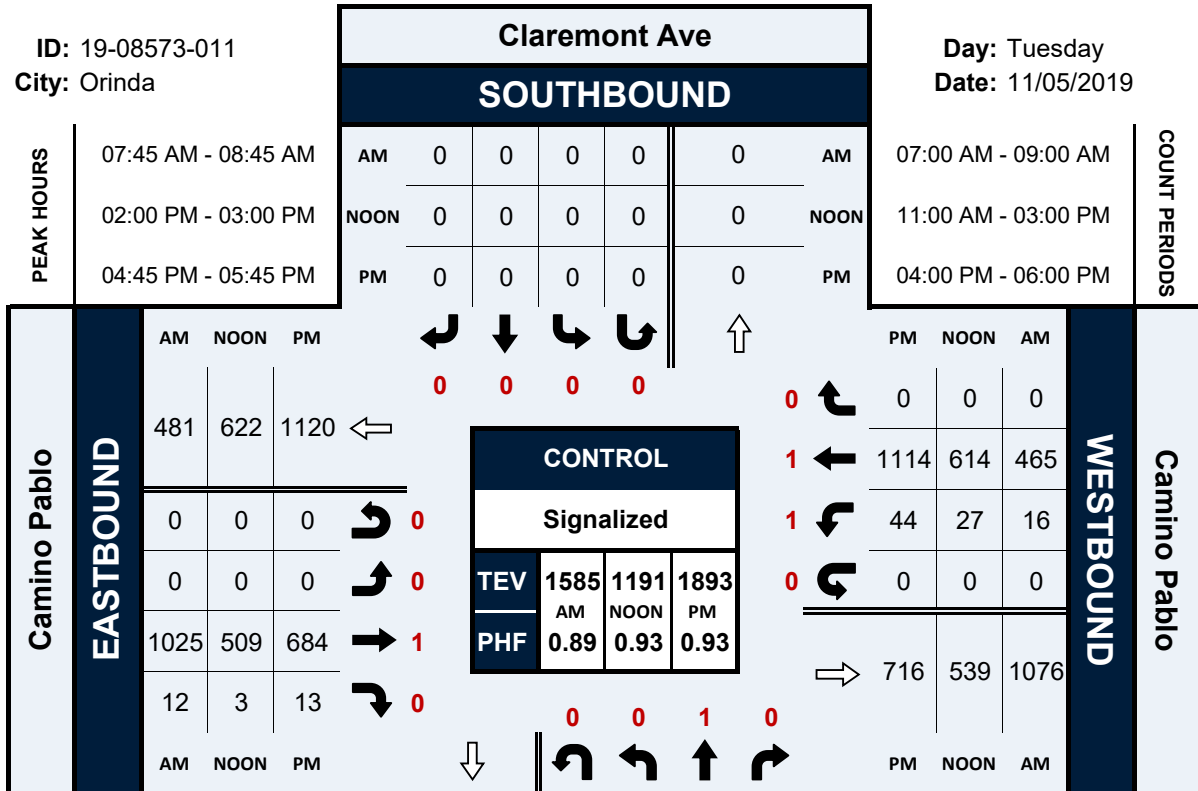 Claremont Ave
SOUTHBOUND
ID: 19-08573-011
City: Orinda
Day: Tuesday
Date: 11/05/2019
PEAK HOURS
07:45 AM - 08:45 AM
02:00 PM - 03:00 PM
04:45 PM - 05:45 PM
AM 0 0 0 0 0 AM
NOON 0 0 0 0 0 NOON
PM 0 0 0 0 0 PM
07:00 AM - 09:00 AM
11:00 AM - 03:00 PM
04:00 PM - 06:00 PM
COUNT PERIODS
0 0 0 0
Camino Pablo
EASTBOUND
AM NOON PM
481 622 1120
0 0 0 0
0 0 0 0
1025 509 684 1
12 3 13 0
AM NOON PM
CONTROL
Signalized
TEV 1585 1191 1893
AM NOON PM
PHF 0.89 0.93 0.93
PM NOON AM
0 0 0 0
1 1114 614 465
1 44 27 16
0 0 0 0
716 539 1076
PM NOON AM
WESTBOUND
Camino Pablo
0 0 1 0